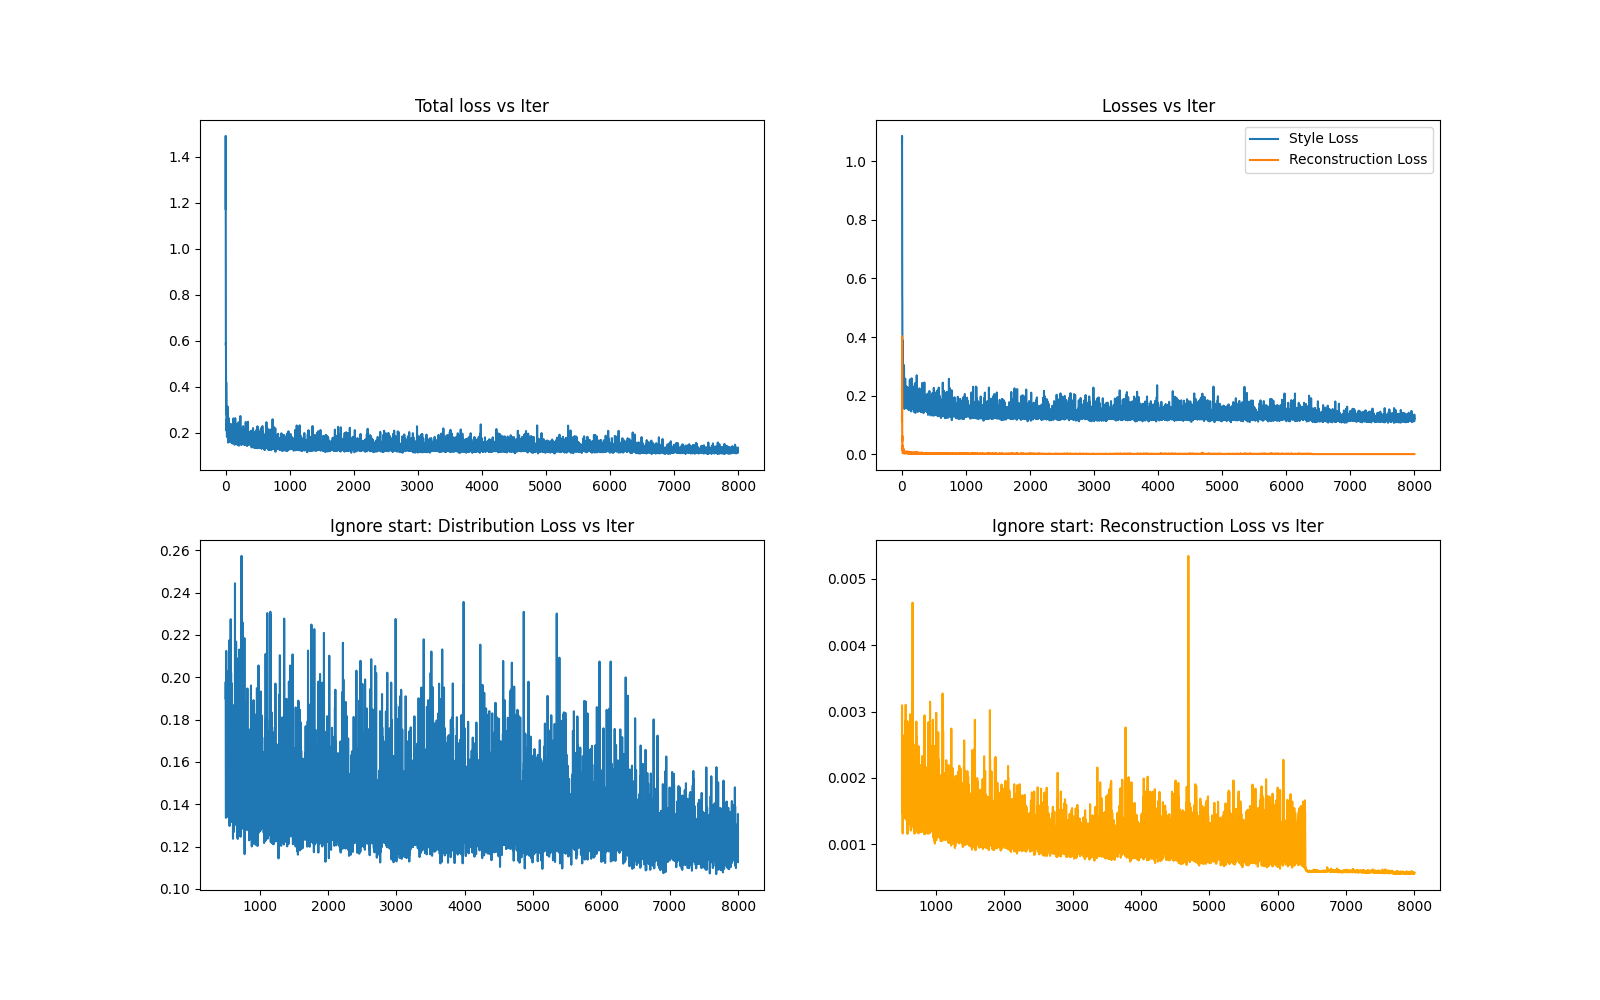 Total loss vs Iter
1.4
1.2
1.0
0.8
0.6
0.4
0.2
0 1000 2000 3000 4000 5000 6000 7000 8000
Losses vs Iter
Style Loss
Reconstruction Loss
1.0
0.8
0.6
0.4
0.2
0.0
0 1000 2000 3000 4000 5000 6000 7000 8000
Ignore start: Distribution Loss vs Iter
0.26
0.24
0.22
0.20
0.18
0.16
0.14
0.12
0.10
1000 2000 3000 4000 5000 6000 7000 8000
Ignore start: Reconstruction Loss vs Iter
0.005
0.004
0.003
0.002
0.001
1000 2000 3000 4000 5000 6000 7000 8000